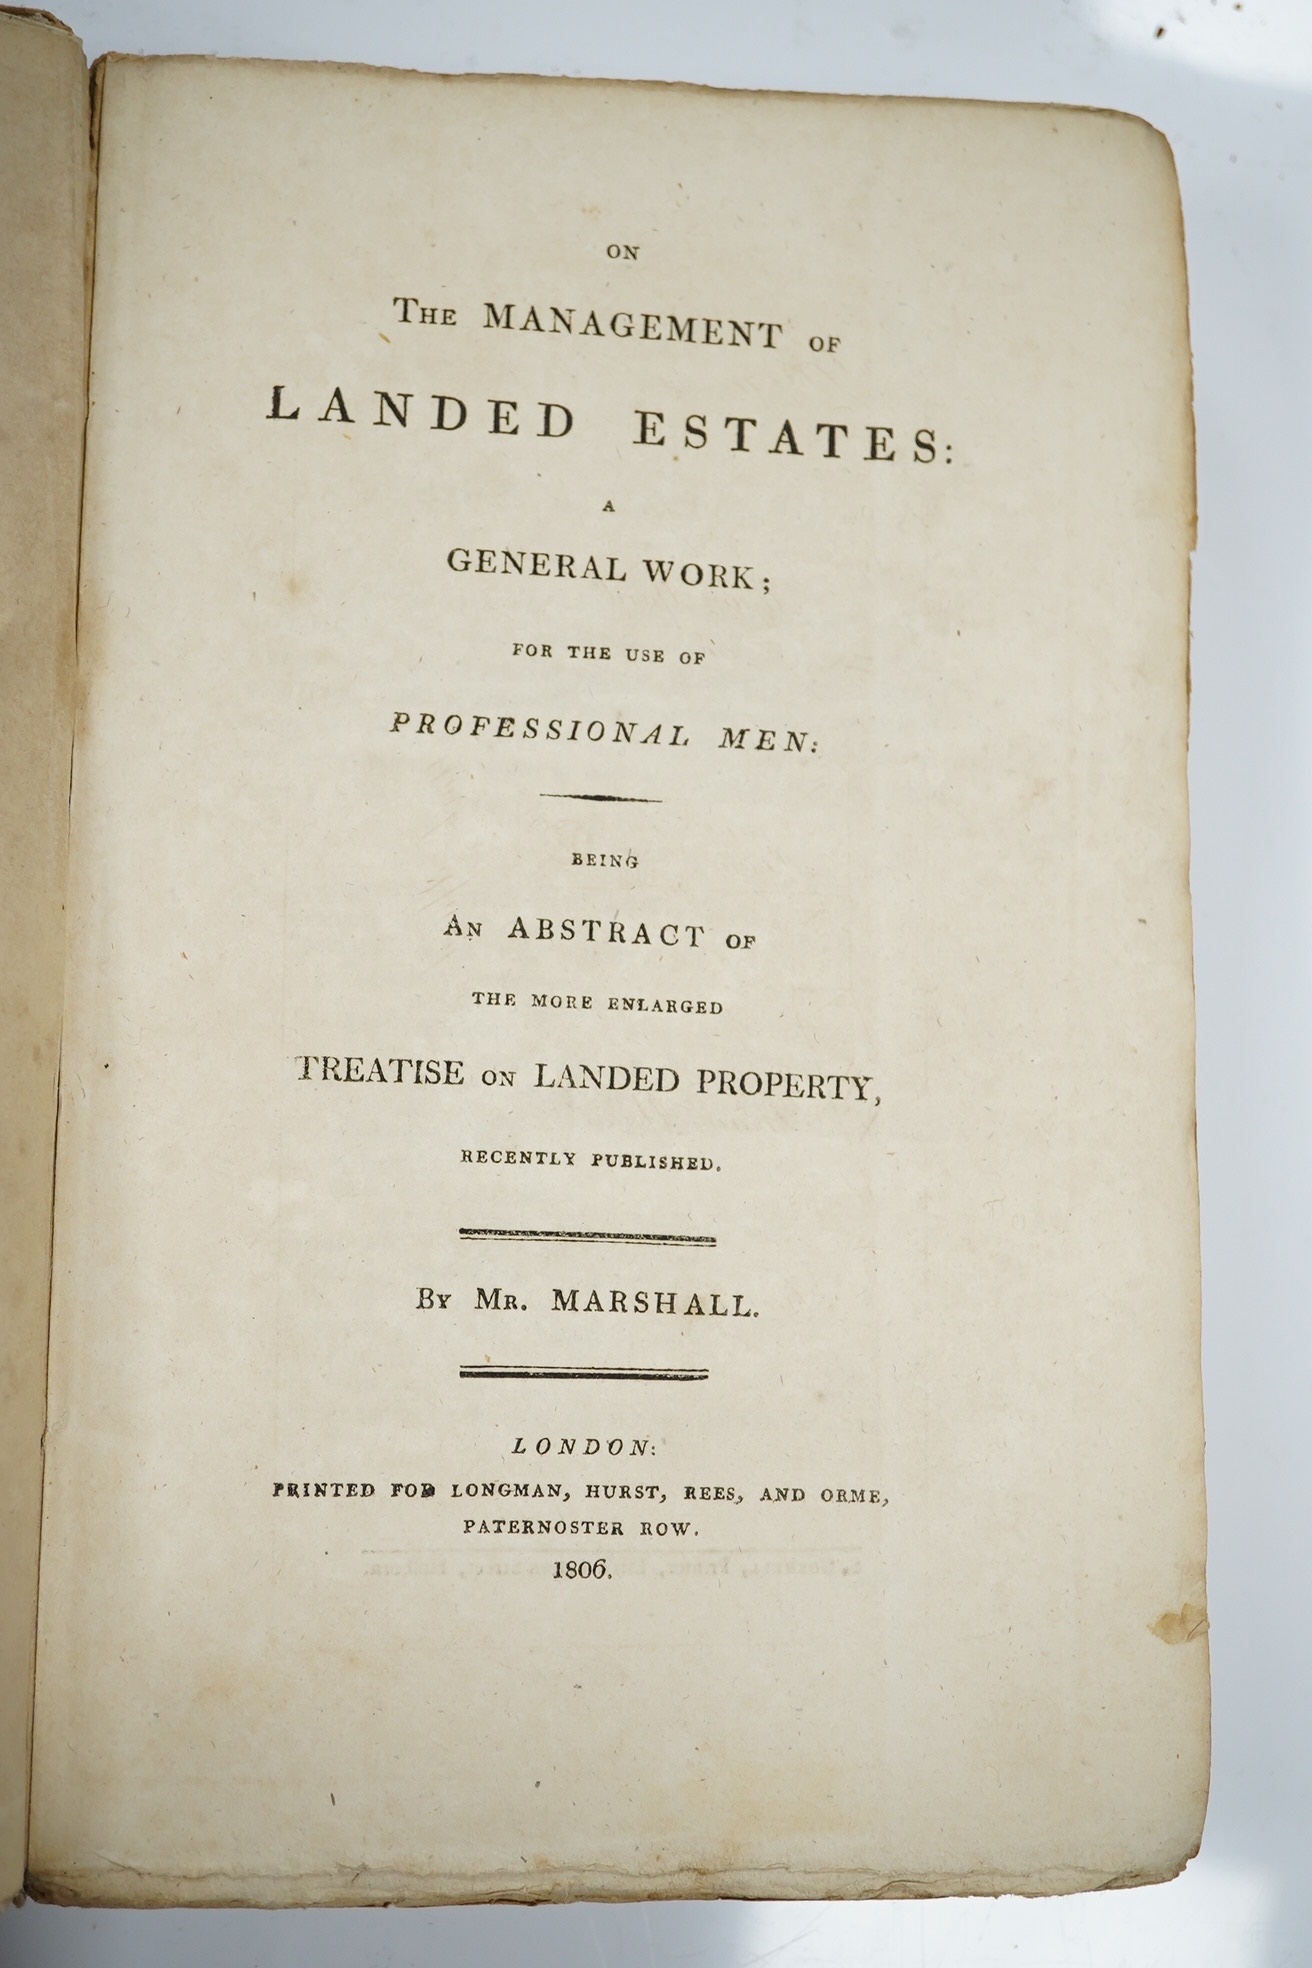 ON
THE MANAGEMENT OF
LANDED ESTATES:
A
GENERAL WORK;
FOR THE USE OF
PROFESSIONAL MEN:
BEING
AN ABSTRACT OF
THE MORE ENLARGED
TREATISE ON LANDED PROPERTY,
RECENTLY PUBLISHED.
BY MR. MARSHALL.
LONDON:
PRINTED FOR LONGMAN, HURST, REES, AND ORME,
PATERNOSTER ROW.
1806.